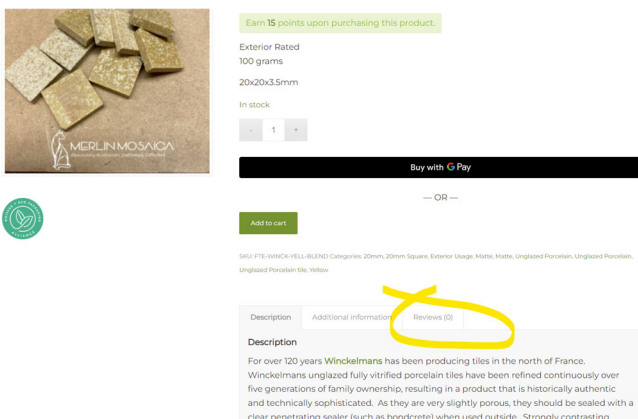 Earn 15 points upon purchasing this product.
Exterior Rated
100 grams
20x20x3.5mm
In stock
- 1 +
Buy with G Pay
— OR —
Add to cart
MERLIN MOSAICA
SKU: FTE-WINCK-YELL-BLEND Categories: 20mm, 20mm Square, Exterior Usage, Matte, Matte, Unglazed Porcelain, Unglazed Porcelain,
Unglazed Porcelain tile, Yellow
Description Additional information Reviews (0)
Description
For over 120 years Winckelmans has been producing tiles in the north of France.
Winckelmans unglazed fully vitrified porcelain tiles have been refined continuously over
five generations of family ownership, resulting in a product that is historically authentic
and technically sophisticated. As they are very slightly porous, they should be sealed with a
clear penetrating sealer (such as bondcrete) when used outside. Strongly contrasting